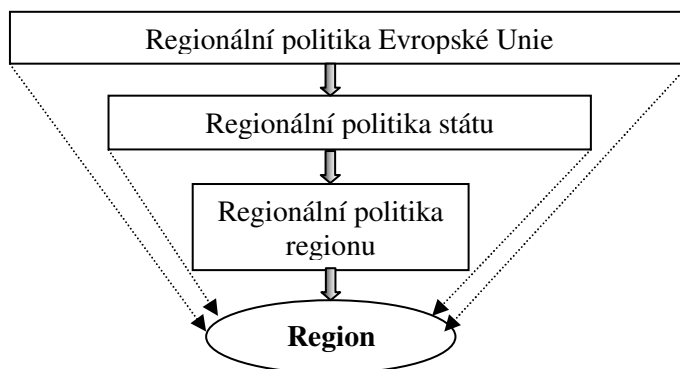 Regionální politika Evropské Unie
Regionální politika státu
Regionální politika
regionu
Region